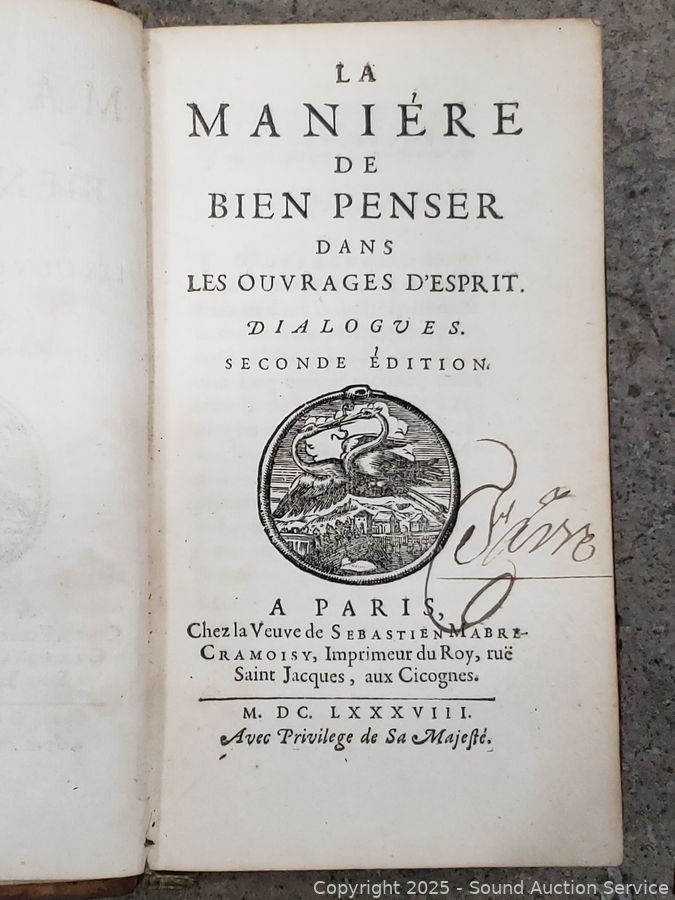 LA
MANIÉRE
DE
BIEN PENSER
DANS
LES OUVRAGES D'ESPRIT.
DIALOGVES.
SECONDE ÉDITION.
A PARIS,
Chez la Veuve de SEBASTIEN MABRE-
CRAMOISY, Imprimeur du Roy, ruë
Saint Jacques, aux Cicognes.
M. DC. LXXXVIII.
Avec Privilege de Sa Majesté.
Copyright 2025 - Sound Auction Service